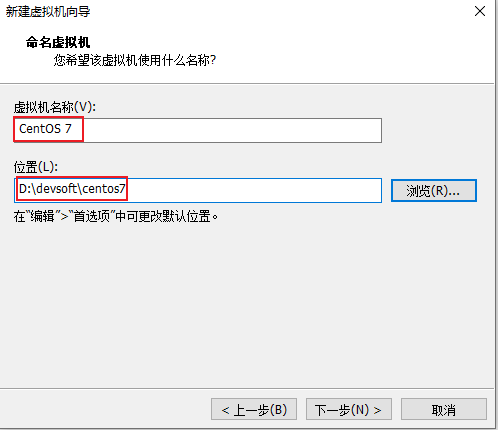 新建虚拟机向导
命名虚拟机
您希望该虚拟机使用什么名称?
虚拟机名称(V):
CentOS 7
位置(L):
D:\devsoft\centos7
浏览(R)...
在“编辑”>“首选项”中可更改默认位置。
< 上一步(B) 下一步(N) > 取消